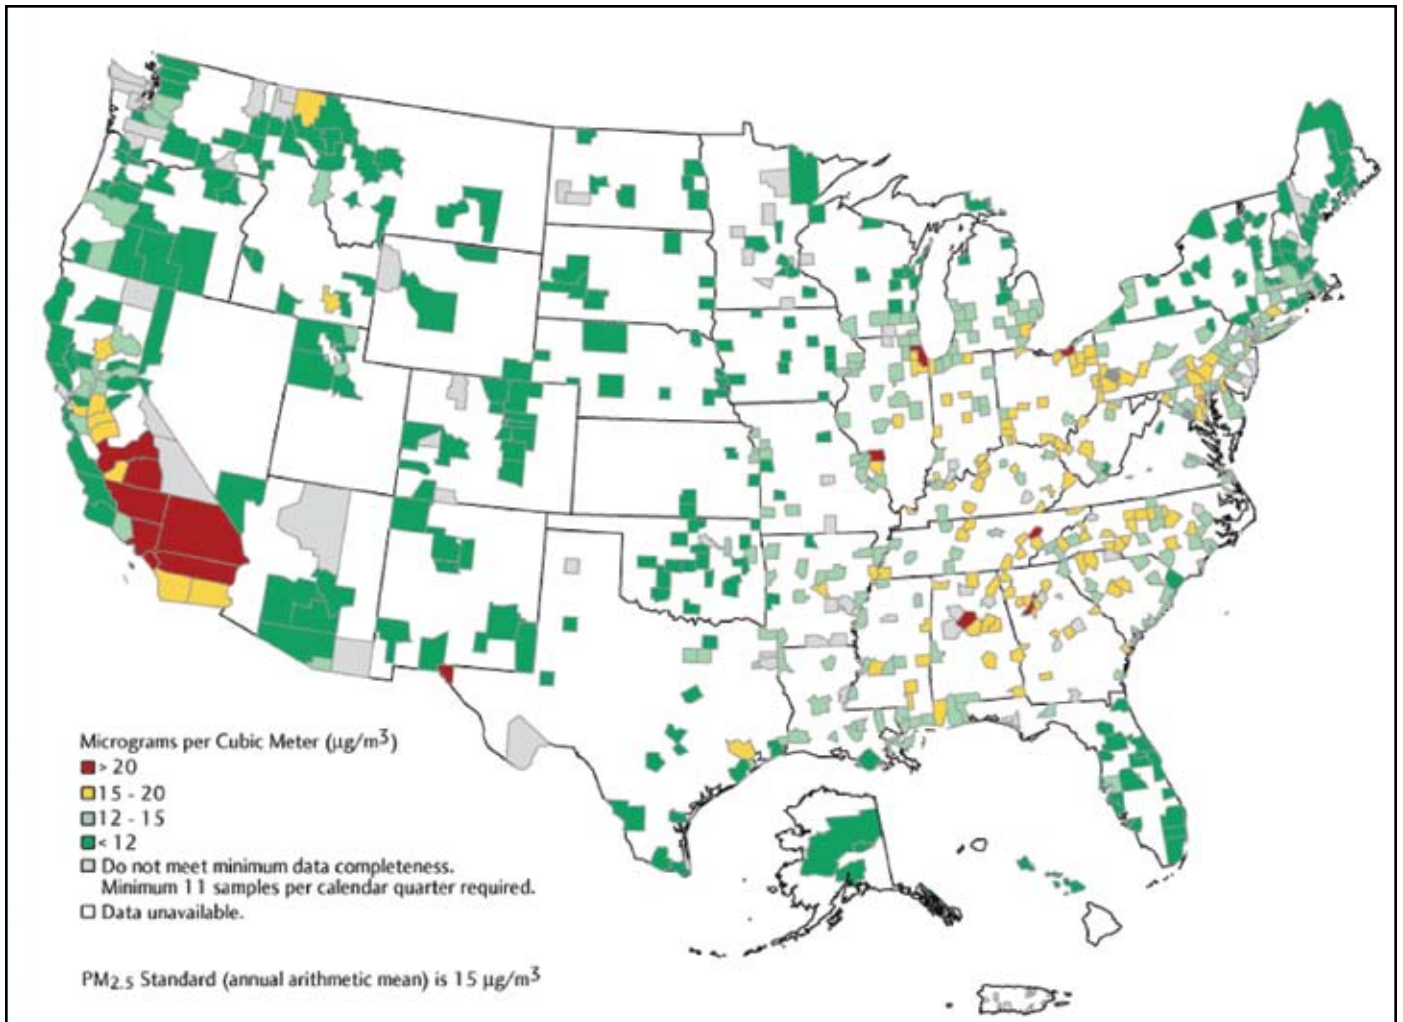 Micrograms per Cubic Meter (μg/m³)
> 20
15 - 20
12 - 15
< 12
Do not meet minimum data completeness.
Minimum 11 samples per calendar quarter required.
Data unavailable.
PM₂.₅ Standard (annual arithmetic mean) is 15 μg/m³